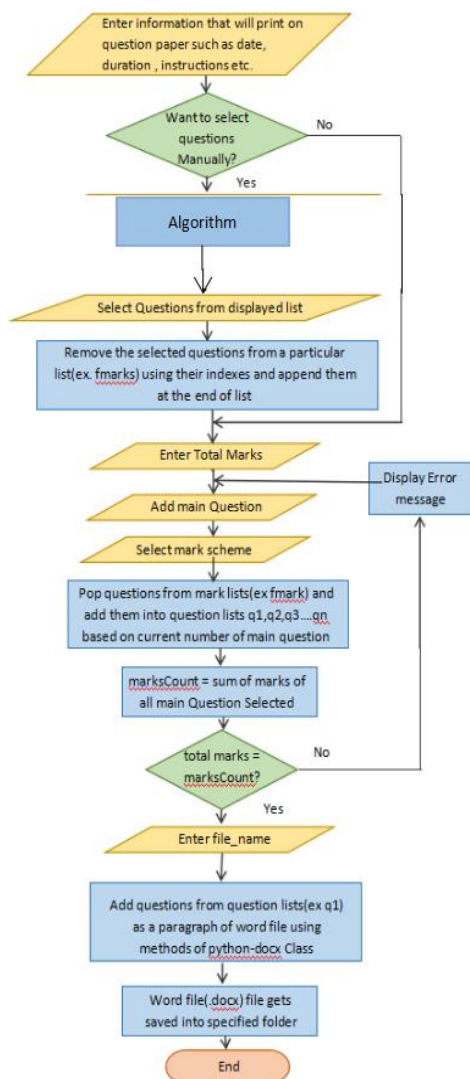 Enter information that will print on
question paper such as date,
duration , instructions etc.
Want to select
questions
Manually?
No
Yes
Algorithm
Select Questions from displayed list
Remove the selected questions from a particular
list(ex. fmarks) using their indexes and append them
at the end of list
Enter Total Marks
Display Error
message
Add main Question
Select mark scheme
Pop questions from mark lists(ex fmark) and
add them into question lists q1,q2,q3....qn
based on current number of main question
marksCount = sum of marks of
all main Question Selected
total marks =
marksCount?
No
Yes
Enter file_name
Add questions from question lists(ex q1)
as a paragraph of word file using
methods of python-docx Class
Word file(.docx) file gets
saved into specified folder
End